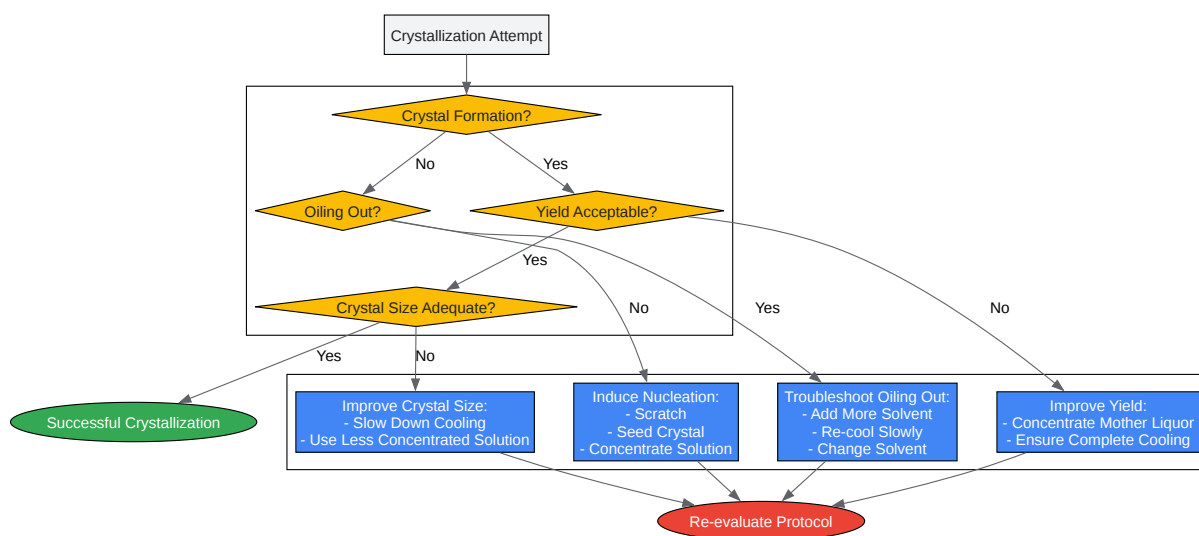 Crystallization Attempt
Crystal Formation?
No
Yes
Oiling Out?
Yield Acceptable?
Yes
Crystal Size Adequate?
No
Yes
No
Yes
No
Successful Crystallization
Improve Crystal Size:
- Slow Down Cooling
- Use Less Concentrated Solution
Induce Nucleation:
- Scratch
- Seed Crystal
- Concentrate Solution
Troubleshoot Oiling Out:
- Add More Solvent
- Re-cool Slowly
- Change Solvent
Improve Yield:
- Concentrate Mother Liquor
- Ensure Complete Cooling
Re-evaluate Protocol